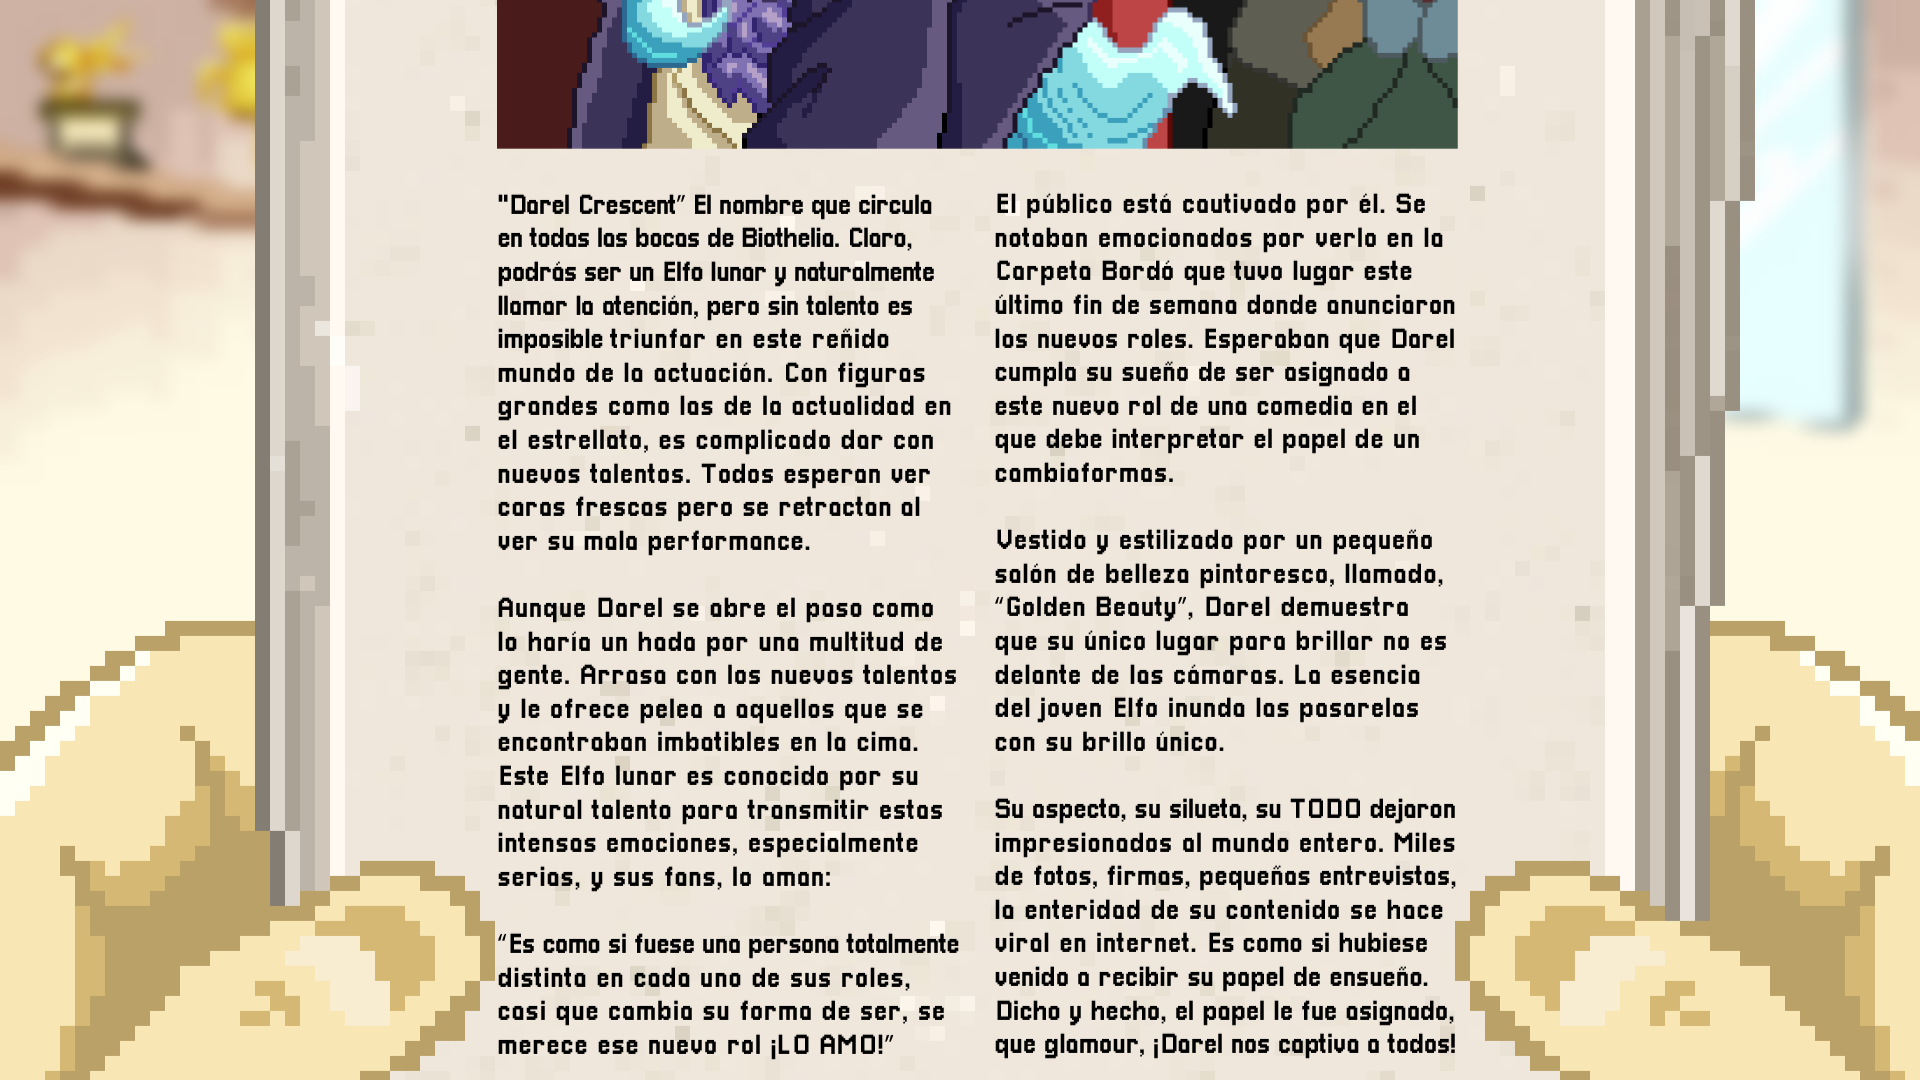 "Darel Crescent" El nombre que circula
en todas las bocas de Biothelia. Claro,
podrás ser un Elfo lunar y naturalmente
llamar la atención, pero sin talento es
imposible triunfar en este reñido
mundo de la actuación. Con figuras
grandes como las de la actualidad en
el estrellato, es complicado dar con
nuevos talentos. Todos esperan ver
caras frescas pero se retractan al
ver su mala performance.
Aunque Darel se abre el paso como
lo haría un hada por una multitud de
gente. Arrasa con los nuevos talentos
y le ofrece pelea a aquellos que se
encontraban imbatibles en la cima.
Este Elfo lunar es conocido por su
natural talento para transmitir estas
intensas emociones, especialmente
serias, y sus fans, lo aman:
"Es como si fuese una persona totalmente
distinta en cada uno de sus roles,
casi que cambia su forma de ser, se
merece ese nuevo rol ¡LO AMO!"
El público está cautivado por él. Se
notaban emocionados por verlo en la
Carpeta Bordó que tuvo lugar este
último fin de semana donde anunciaron
los nuevos roles. Esperaban que Darel
cumpla su sueño de ser asignado a
este nuevo rol de una comedia en el
que debe interpretar el papel de un
cambiaformas.
Vestido y estilizado por un pequeño
salón de belleza pintoresco, llamado,
"Golden Beauty", Darel demuestra
que su único lugar para brillar no es
delante de las cámaras. La esencia
del joven Elfo inunda las pasarelas
con su brillo único.
Su aspecto, su silueta, su TODO dejaron
impresionados al mundo entero. Miles
de fotos, firmas, pequeñas entrevistas,
la enteridad de su contenido se hace
viral en internet. Es como si hubiese
venido a recibir su papel de ensueño.
Dicho y hecho, el papel le fue asignado,
que glamour, ¡Darel nos captiva a todos!